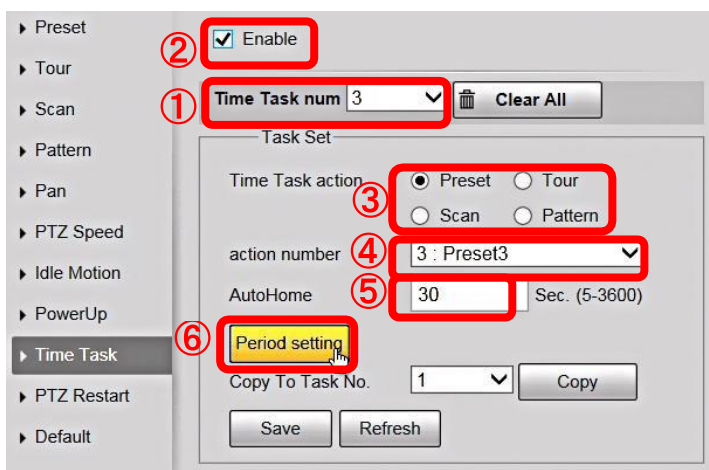 Preset
Tour
Scan
Pattern
Pan
PTZ Speed
Idle Motion
PowerUp
Time Task
PTZ Restart
Default
② Enable
① Time Task num 3 Clear All
Task Set
Time Task action ③ Preset Tour
Scan Pattern
action number ④ 3 : Preset3
AutoHome ⑤ 30 Sec. (5-3600)
⑥ Period setting
Copy To Task No. 1 Copy
Save Refresh